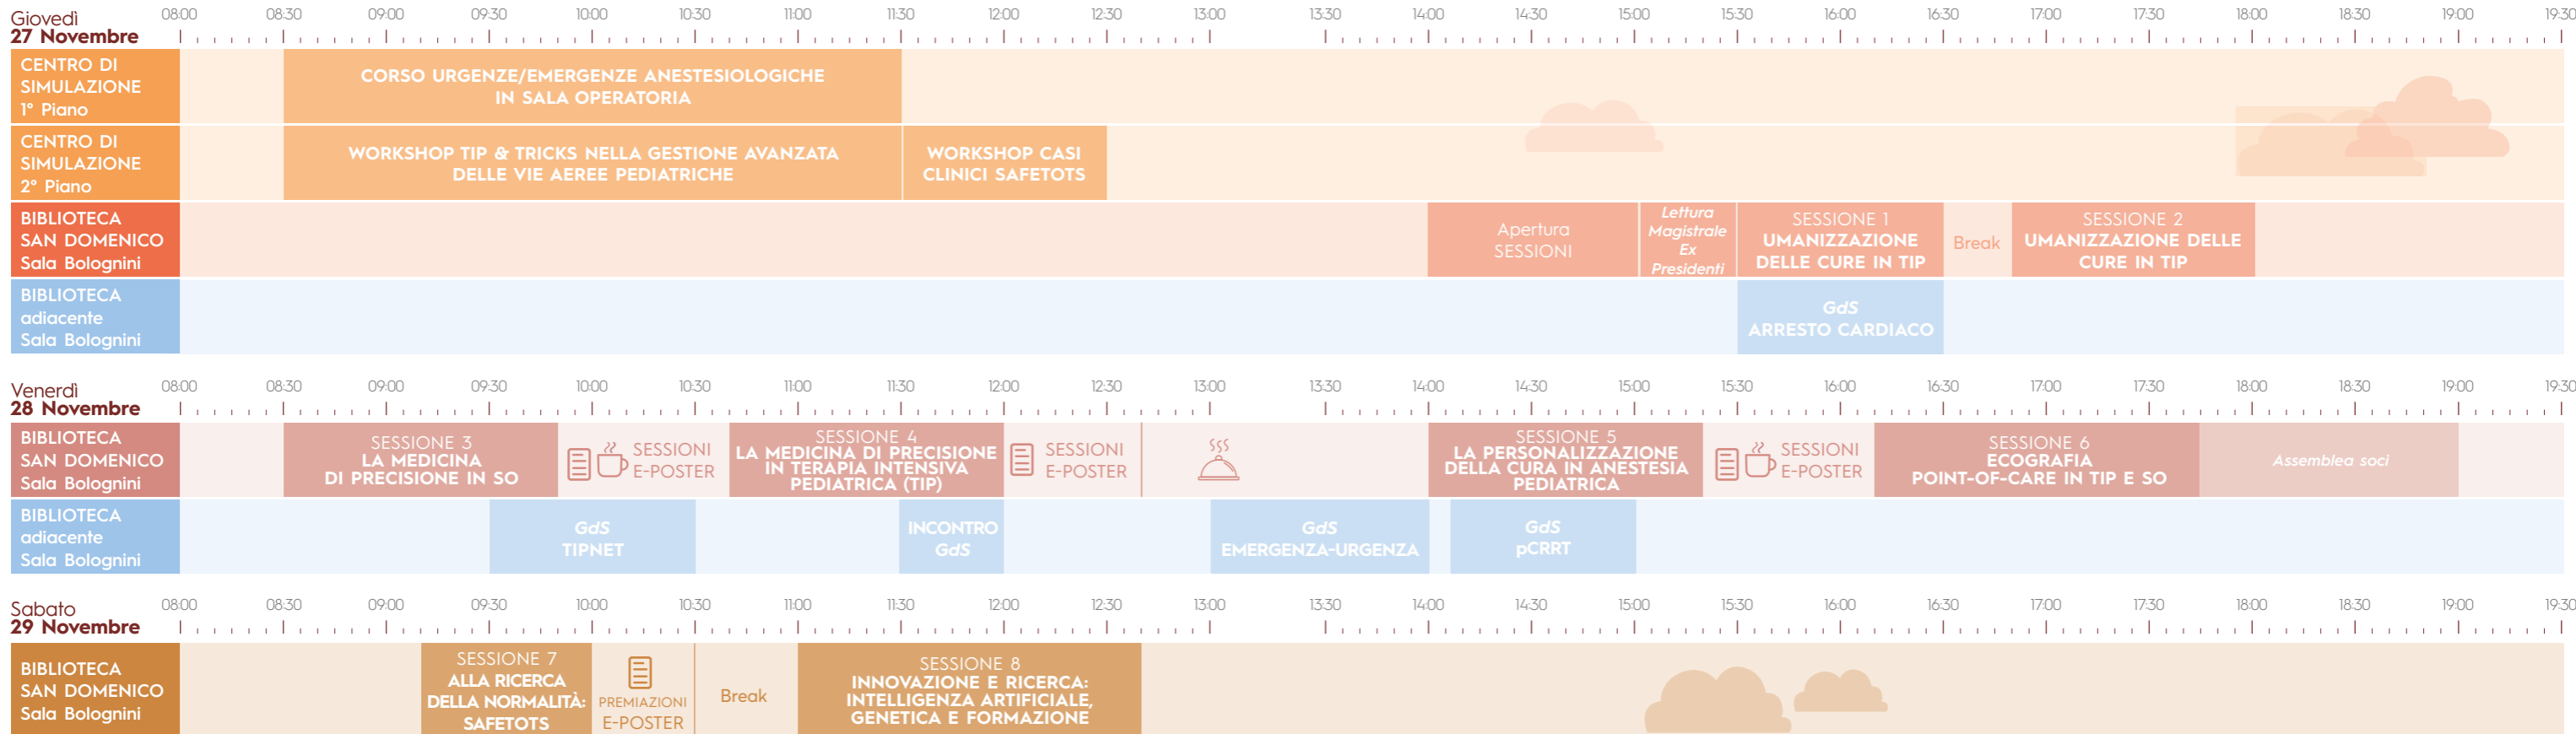 Giovedì
27 Novembre
08:00 08:30 09:00 09:30 10:00 10:30 11:00 11:30 12:00 12:30 13:00 13:30 14:00 14:30 15:00 15:30 16:00 16:30 17:00 17:30 18:00 18:30 19:00 19:30
CENTRO DI
SIMULAZIONE
1° Piano
CORSO URGENZE/EMERGENZE ANESTESIOLOGICHE
IN SALA OPERATORIA
CENTRO DI
SIMULAZIONE
2° Piano
WORKSHOP TIP & TRICKS NELLA GESTIONE AVANZATA
DELLE VIE AEREE PEDIATRICHE
WORKSHOP CASI
CLINICI SAFETOTS
BIBLIOTECA
SAN DOMENICO
Sala Bolognini
Apertura
SESSIONI
Lettura
Magistrale
Ex
Presidenti
SESSIONE 1
UMANIZZAZIONE
DELLE CURE IN TIP
Break
SESSIONE 2
UMANIZZAZIONE DELLE
CURE IN TIP
BIBLIOTECA
adiacente
Sala Bolognini
GdS
ARRESTO CARDIACO
Venerdì
28 Novembre
08:00 08:30 09:00 09:30 10:00 10:30 11:00 11:30 12:00 12:30 13:00 13:30 14:00 14:30 15:00 15:30 16:00 16:30 17:00 17:30 18:00 18:30 19:00 19:30
BIBLIOTECA
SAN DOMENICO
Sala Bolognini
SESSIONE 3
LA MEDICINA
DI PRECISIONE IN SO
SESSIONI
E-POSTER
SESSIONE 4
LA MEDICINA DI PRECISIONE
IN TERAPIA INTENSIVA
PEDIATRICA (TIP)
SESSIONI
E-POSTER
SESSIONE 5
LA PERSONALIZZAZIONE
DELLA CURA IN ANESTESIA
PEDIATRICA
SESSIONI
E-POSTER
SESSIONE 6
ECOGRAFIA
POINT-OF-CARE IN TIP E SO
Assemblea soci
BIBLIOTECA
adiacente
Sala Bolognini
GdS
TIPNET
INCONTRO
GdS
GdS
EMERGENZA-URGENZA
GdS
pCRRT
Sabato
29 Novembre
08:00 08:30 09:00 09:30 10:00 10:30 11:00 11:30 12:00 12:30 13:00 13:30 14:00 14:30 15:00 15:30 16:00 16:30 17:00 17:30 18:00 18:30 19:00 19:30
BIBLIOTECA
SAN DOMENICO
Sala Bolognini
SESSIONE 7
ALLA RICERCA
DELLA NORMALITÀ:
SAFETOTS
PREMIAZIONI
E-POSTER
Break
SESSIONE 8
INNOVAZIONE E RICERCA:
INTELLIGENZA ARTIFICIALE,
GENETICA E FORMAZIONE